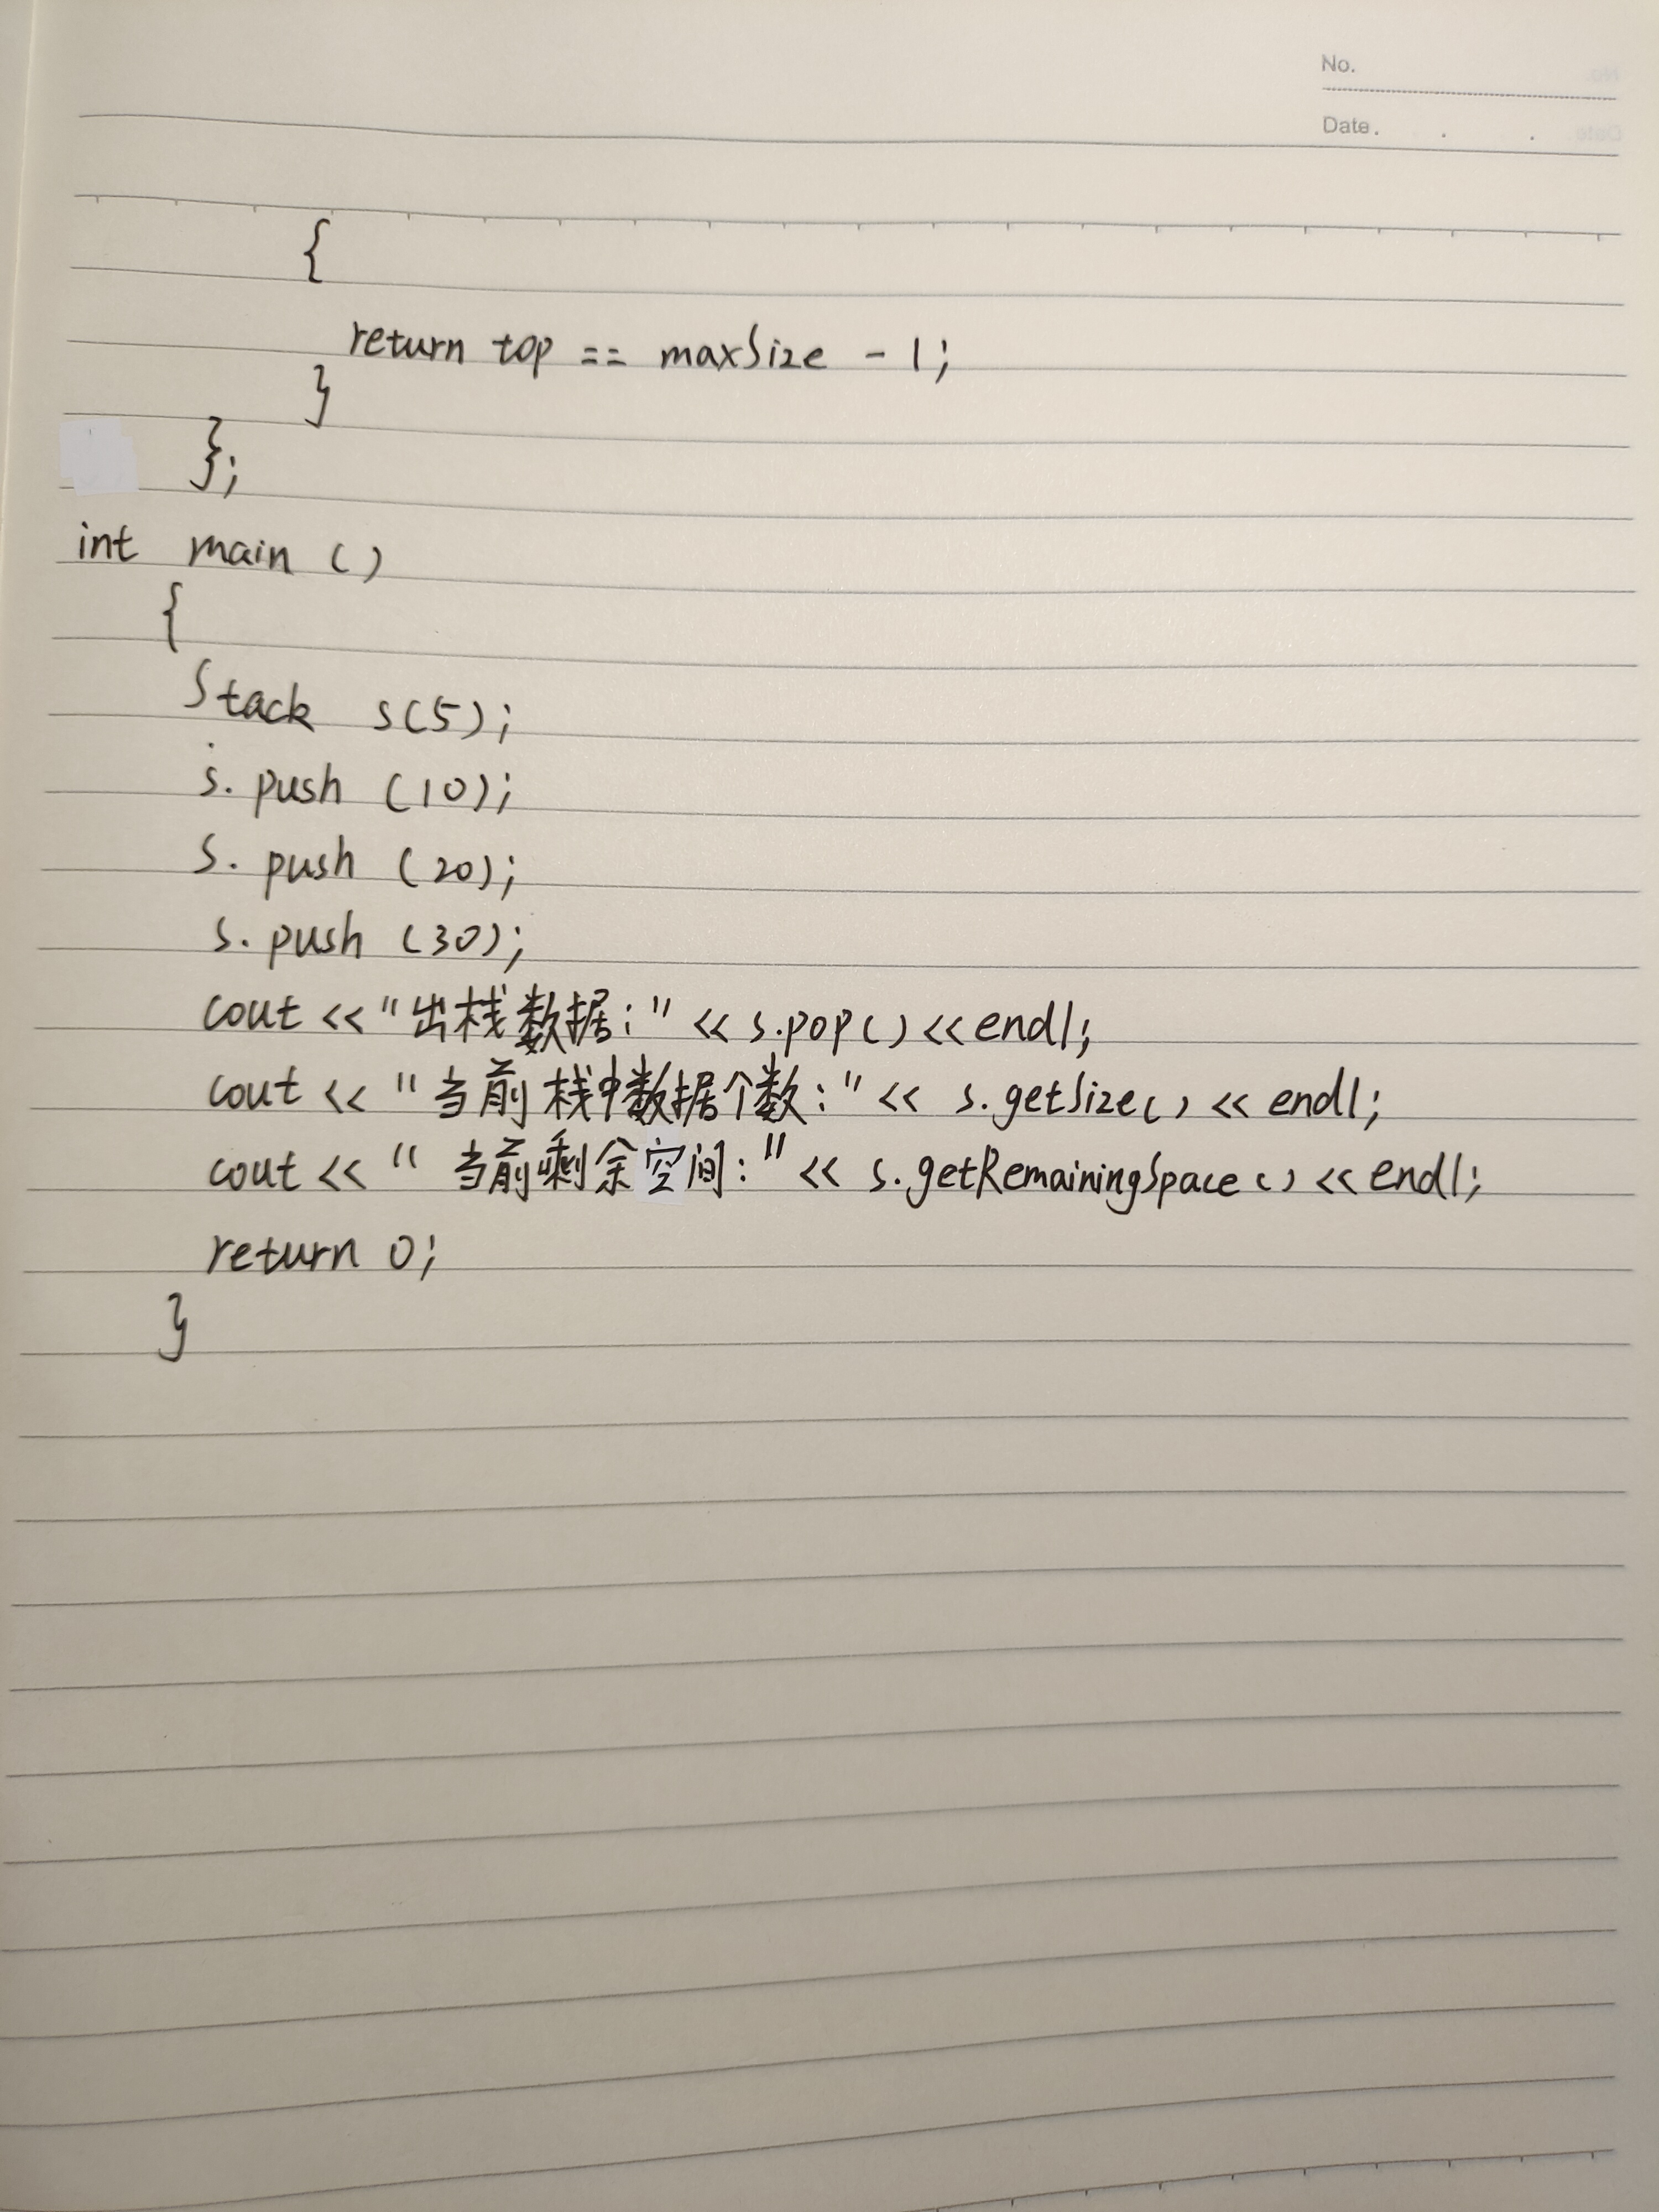 No.
Date.
{
return top == maxSize - 1;
}
};
int main ()
{
Stack s(5);
s. push (10);
s. push (20);
s. push (30);
cout << "出栈数据:" << s.pop() << endl;
cout << "当前栈中数据个数:" << s.getSize() << endl;
cout << "当前剩余空间:" << s.getRemainingSpace() << endl;
return 0;
}